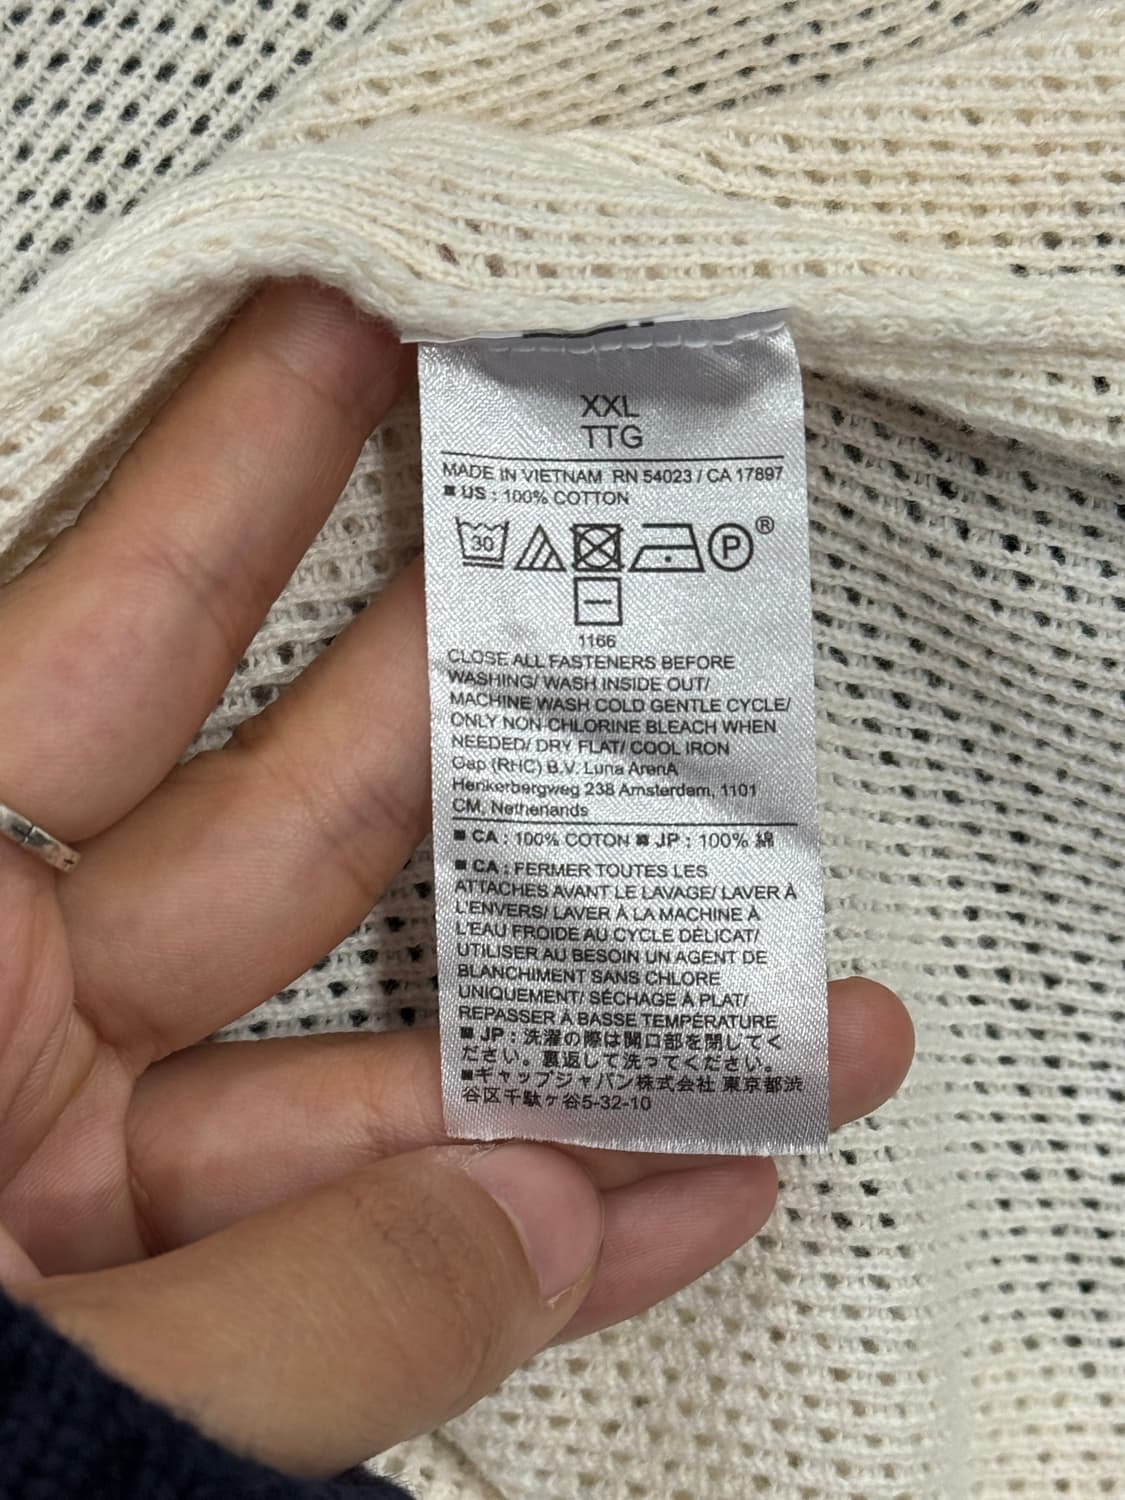 XXL
TTG
MADE IN VIETNAM RN 54023 / CA 17897
■ US : 100% COTTON
30 P ®
1166
CLOSE ALL FASTENERS BEFORE
WASHING/ WASH INSIDE OUT/
MACHINE WASH COLD GENTLE CYCLE/
ONLY NON-CHLORINE BLEACH WHEN
NEEDED/ DRY FLAT/ COOL IRON
Gap (RHC) B.V. Luna ArenA
Herikerbergweg 238 Amsterdam, 1101
CM, Netherlands
■ CA : 100% COTON ■ JP : 100% 綿
■ CA : FERMER TOUTES LES
ATTACHES AVANT LE LAVAGE/ LAVER À
L'ENVERS/ LAVER À LA MACHINE À
L'EAU FROIDE AU CYCLE DÉLICAT/
UTILISER AU BESOIN UN AGENT DE
BLANCHIMENT SANS CHLORE
UNIQUEMENT/ SÉCHAGE À PLAT/
REPASSER À BASSE TEMPÉRATURE
■ JP : 洗濯の際は開口部を閉してく
ださい。裏返して洗ってください。
■ギャップジャパン株式会社 東京都渋
谷区千駄ヶ谷5-32-10